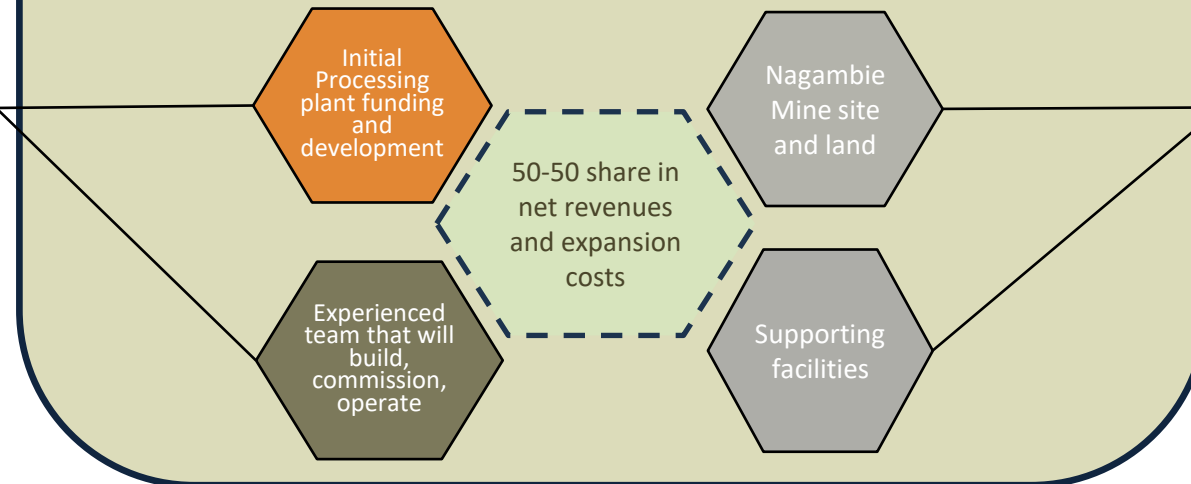 Initial
Processing
plant funding
and
development
Nagambie
Mine site
and land
50-50 share in
net revenues
and expansion
costs
Experienced
team that will
build,
commission,
operate
Supporting
facilities